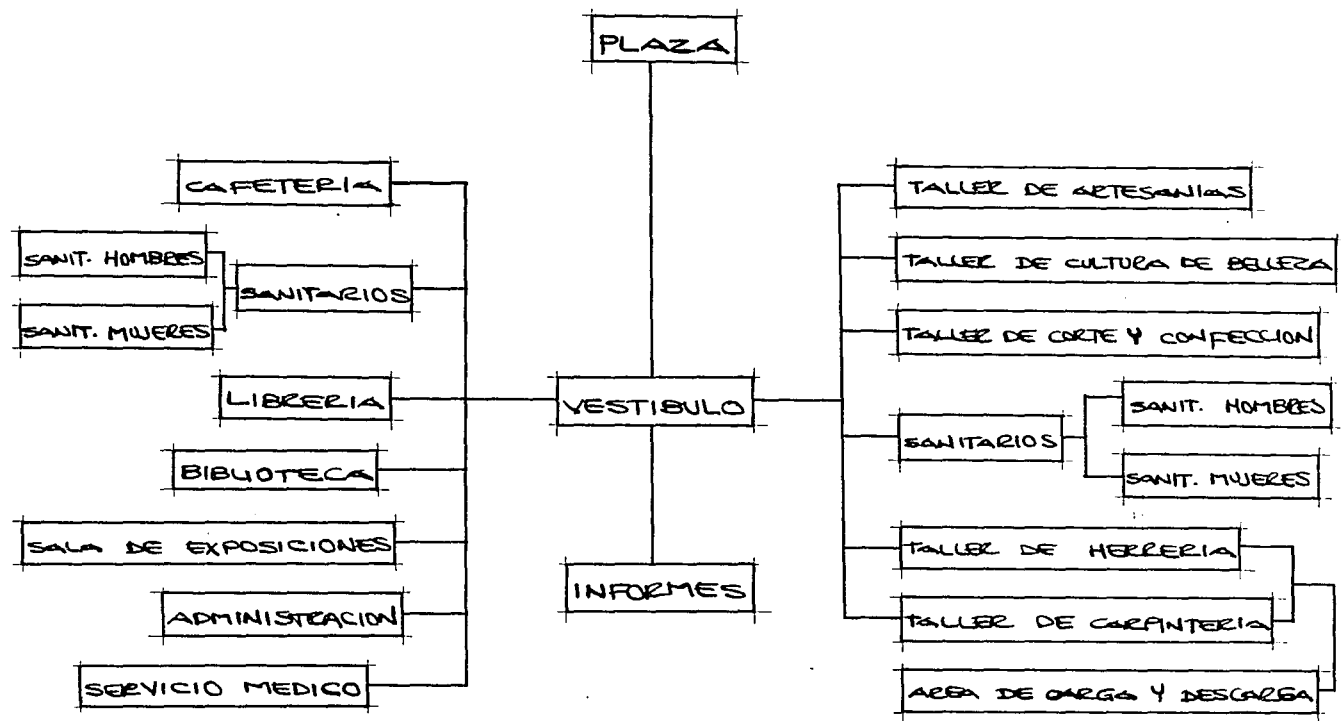 PLAZA
CAFETERIA
SANIT. HOMBRES
SANITARIOS
SANIT. MUJERES
LIBRERIA
BIBLIOTECA
SALA DE EXPOSICIONES
ADMINISTRACION
SERVICIO MEDICO
VESTIBULO
INFORMES
TALLER DE ARTESANIAS
TALLER DE CULTURA DE BELLEZA
TALLER DE CORTE Y CONFECCION
SANITARIOS
SANIT. HOMBRES
SANIT. MUJERES
TALLER DE HERRERIA
TALLER DE CARPINTERIA
AREA DE CARGA Y DESCARGA